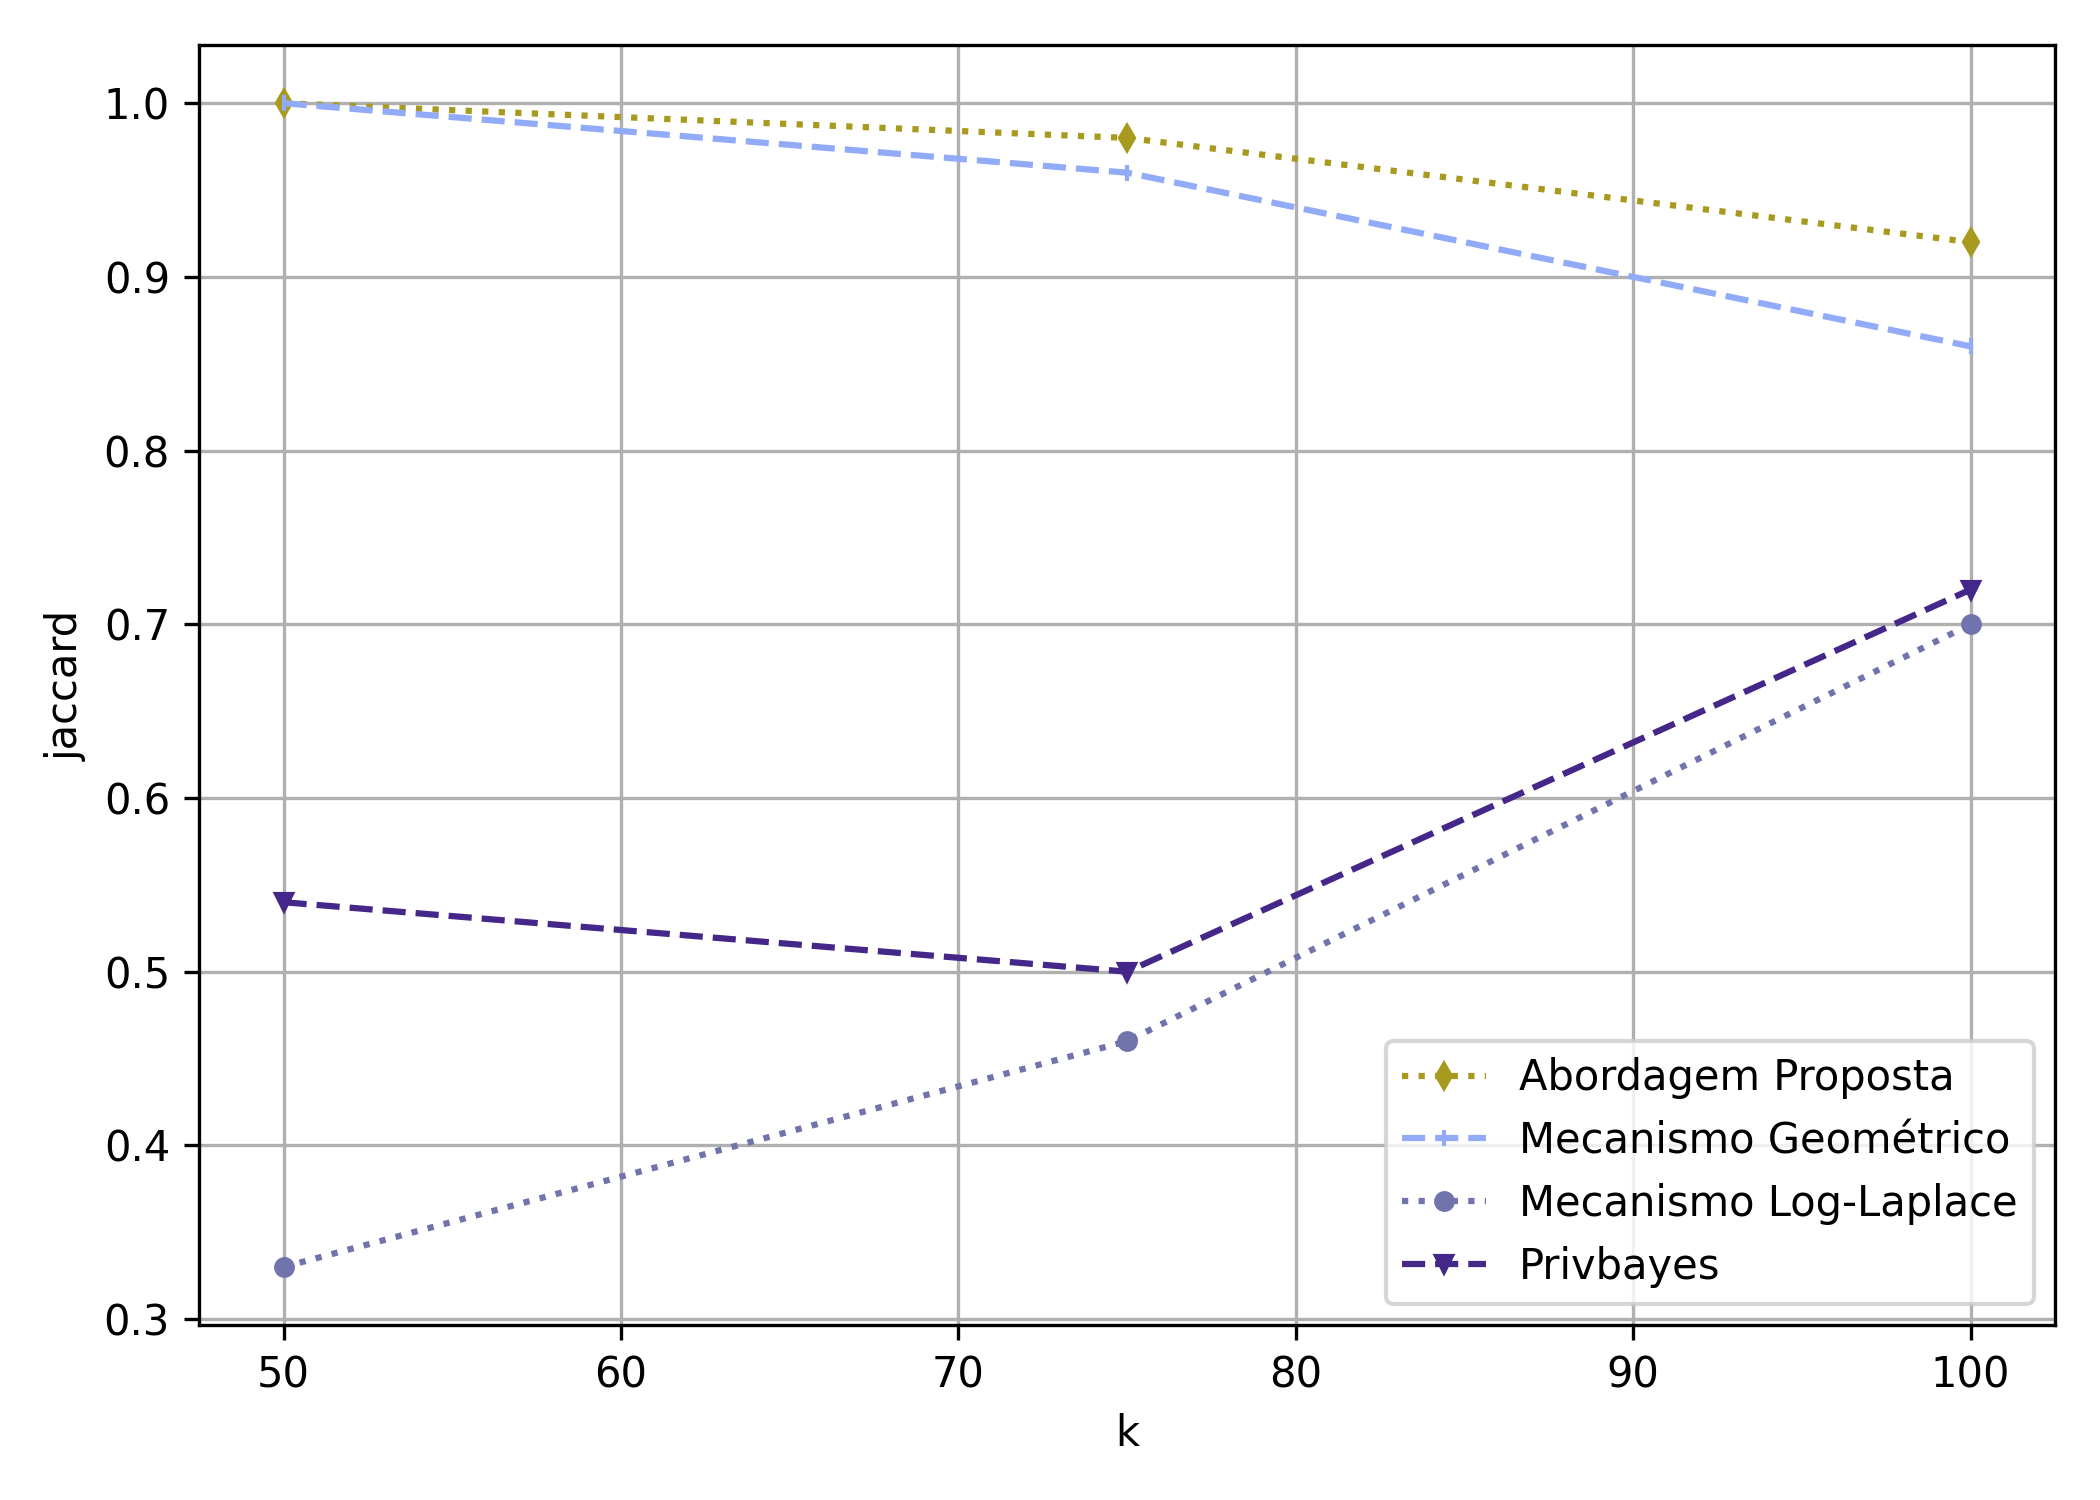 1.0
0.9
0.8
0.7
0.6
0.5
0.4
0.3
jaccard
50 60 70 80 90 100
k
Abordagem Proposta
Mecanismo Geométrico
Mecanismo Log-Laplace
Privbayes